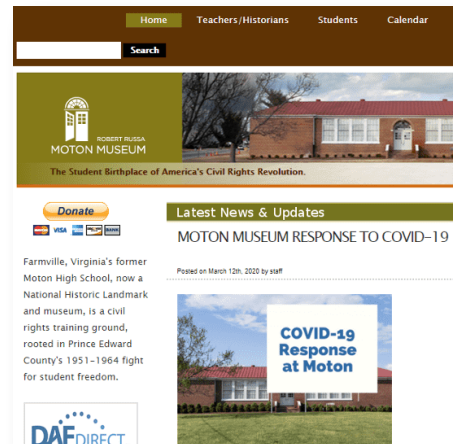 Home Teachers/Historians Students Calendar
Search
ROBERT RUSSA
MOTON MUSEUM
The Student Birthplace of America's Civil Rights Revolution.
Donate
VISA
Latest News & Updates
MOTON MUSEUM RESPONSE TO COVID-19
Posted on March 12th, 2020 by staff
Farmville, Virginia's former
Moton High School, now a
National Historic Landmark
and museum, is a civil
rights training ground,
rooted in Prince Edward
County's 1951-1964 fight
for student freedom.
COVID-19
Response
at Moton
DAFDIRECT